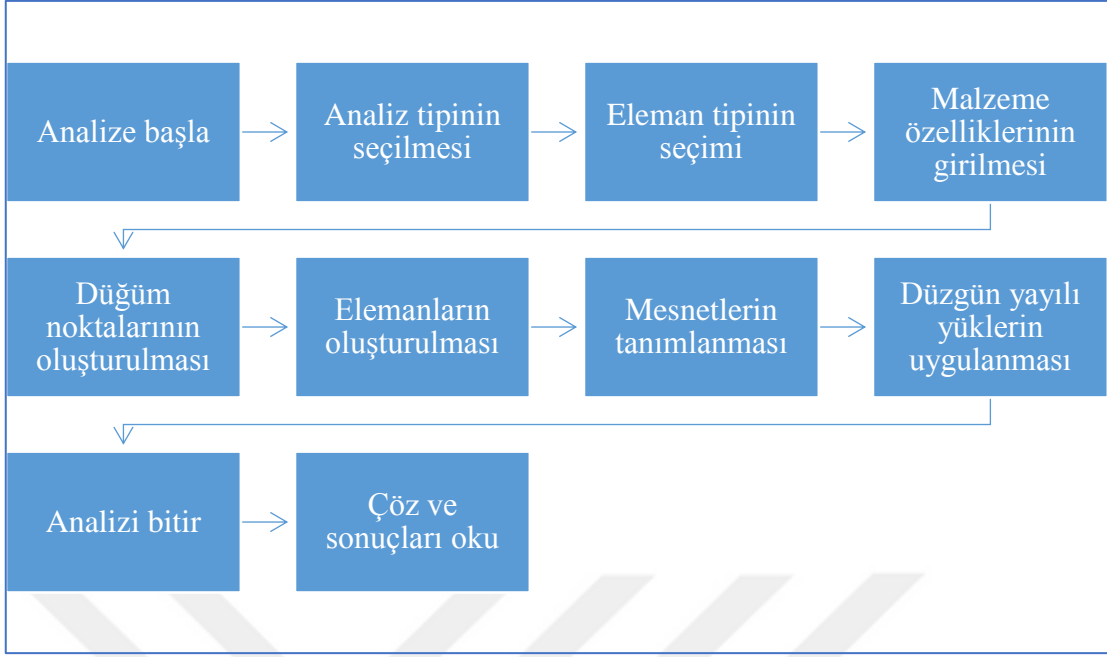 Analize başla
Analiz tipinin
seçilmesi
Eleman tipinin
seçimi
Malzeme
özelliklerinin
girilmesi
Düğüm
noktalarının
oluşturulması
Elemanların
oluşturulması
Mesnetlerin
tanımlanması
Düzgün yayılı
yüklerin
uygulanması
Analizi bitir
Çöz ve
sonuçları oku